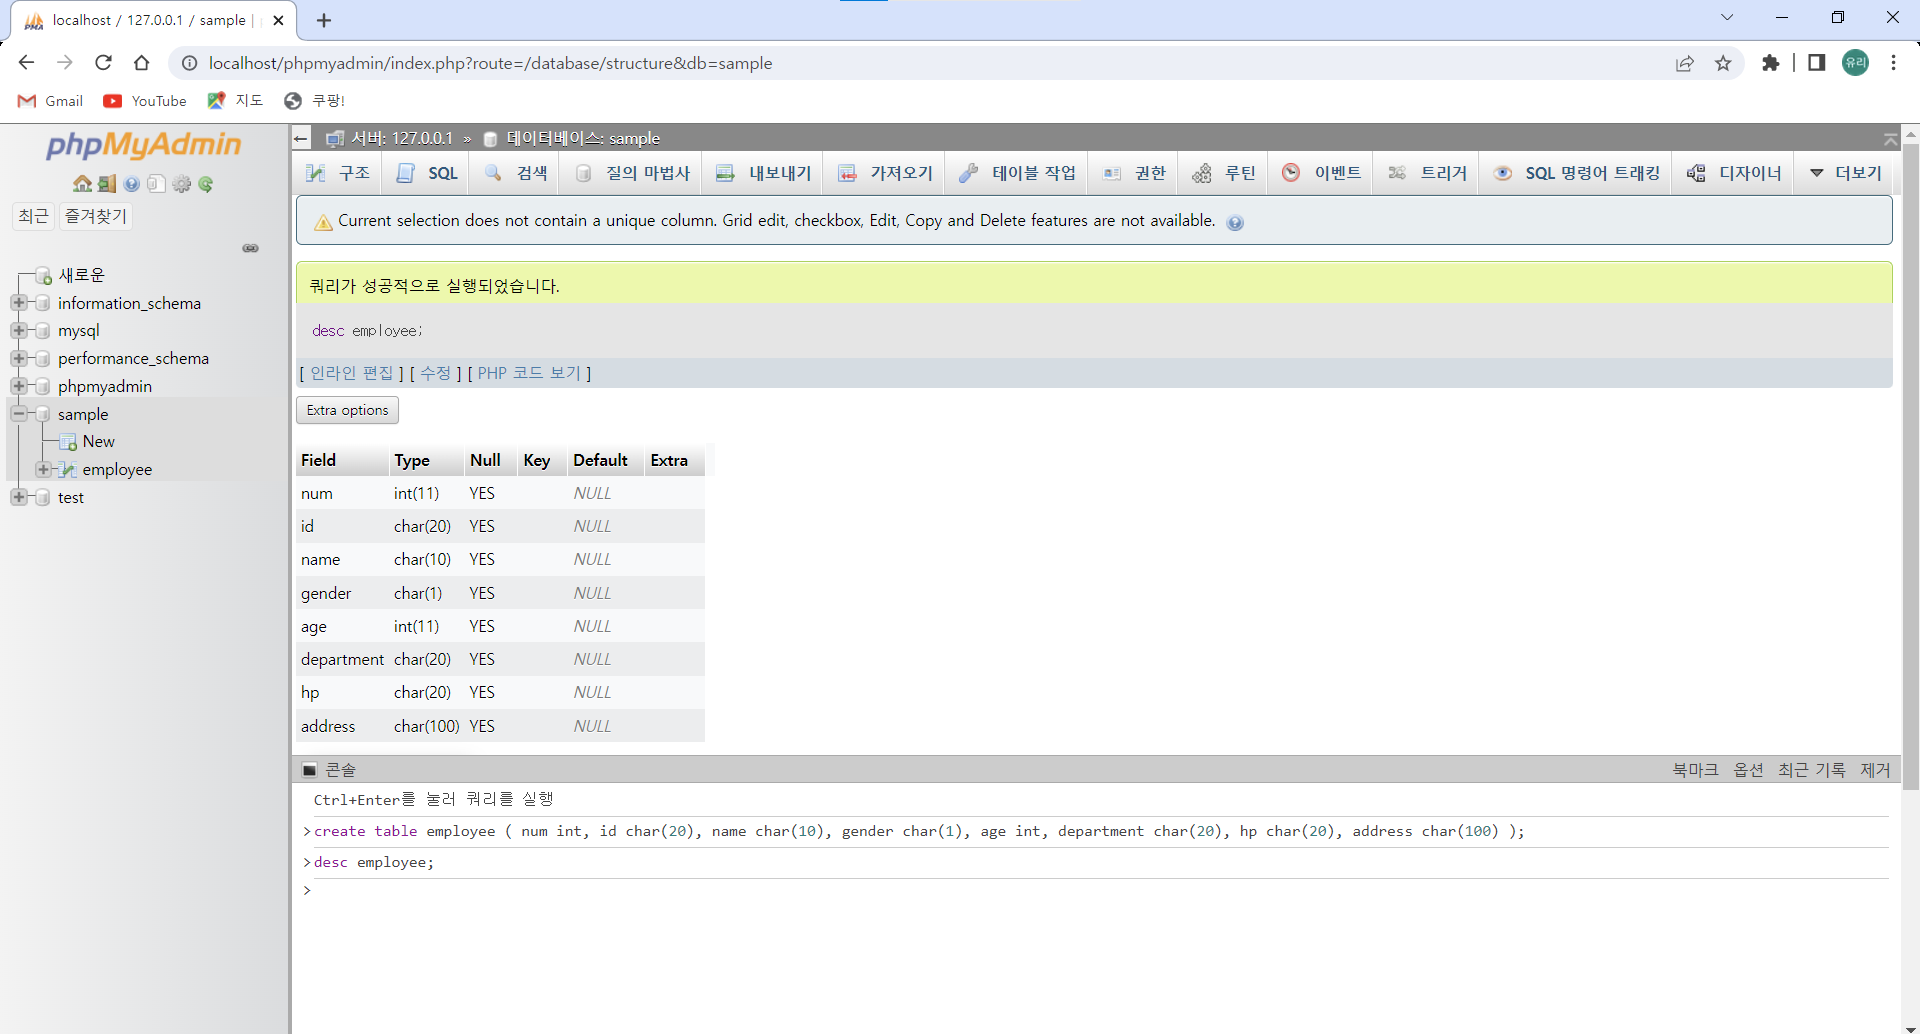 localhost / 127.0.0.1 / sample |
localhost/phpmyadmin/index.php?route=/database/structure&db=sample
유리
Gmail YouTube 지도 쿠팡!
phpMyAdmin
최근 즐겨찾기
새로운
information_schema
mysql
performance_schema
phpmyadmin
sample
New
employee
test
서버: 127.0.0.1 » 데이터베이스: sample
구조 SQL 검색 질의 마법사 내보내기 가져오기 테이블 작업 권한 루틴 이벤트 트리거 SQL 명령어 트래킹 디자이너 더보기
Current selection does not contain a unique column. Grid edit, checkbox, Edit, Copy and Delete features are not available.
쿼리가 성공적으로 실행되었습니다.
desc employee;
[ 인라인 편집 ] [ 수정 ] [ PHP 코드 보기 ]
Extra options
Field Type Null Key Default Extra
num int(11) YES NULL
id char(20) YES NULL
name char(10) YES NULL
gender char(1) YES NULL
age int(11) YES NULL
department char(20) YES NULL
hp char(20) YES NULL
address char(100) YES NULL
콘솔 북마크 옵션 최근 기록 제거
Ctrl+Enter를 눌러 쿼리를 실행
>create table employee ( num int, id char(20), name char(10), gender char(1), age int, department char(20), hp char(20), address char(100) );
>desc employee;
>